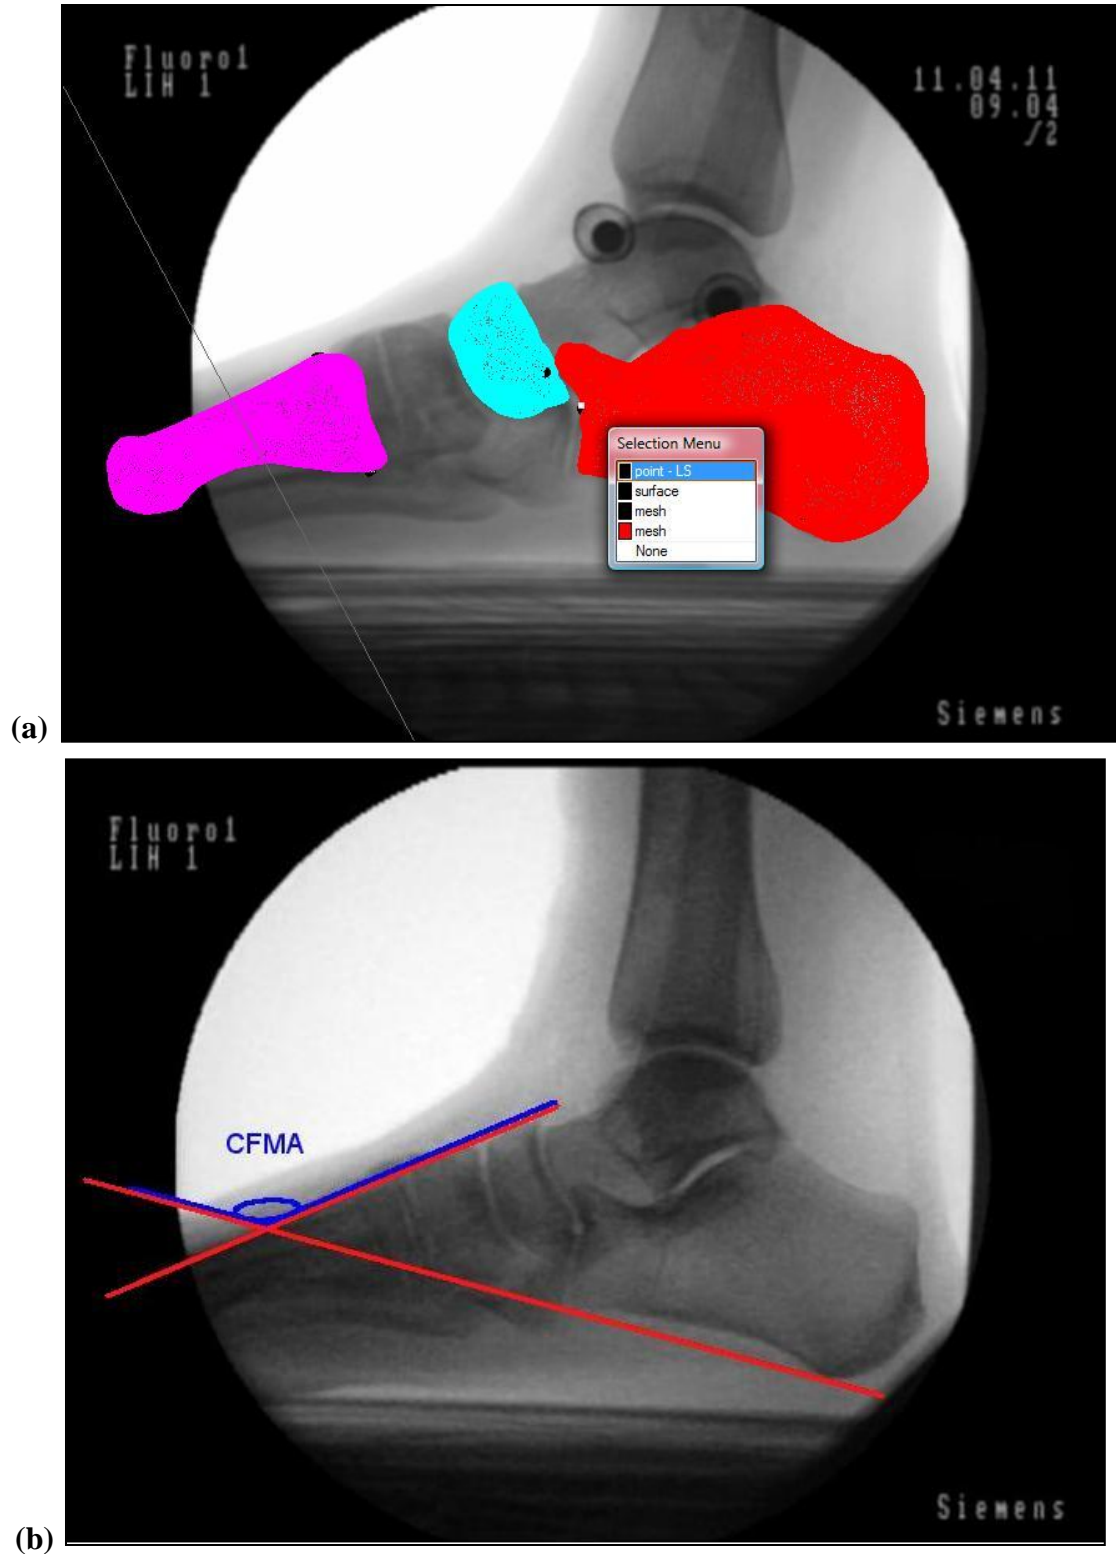 Fluoro1
LIH 1
11.04.11
09.04
Selection Menu
point - LS
surface
mesh
mesh
None
Siemens
(a)
Fluoro1
LIH 1
CFMA
Siemens
(b)